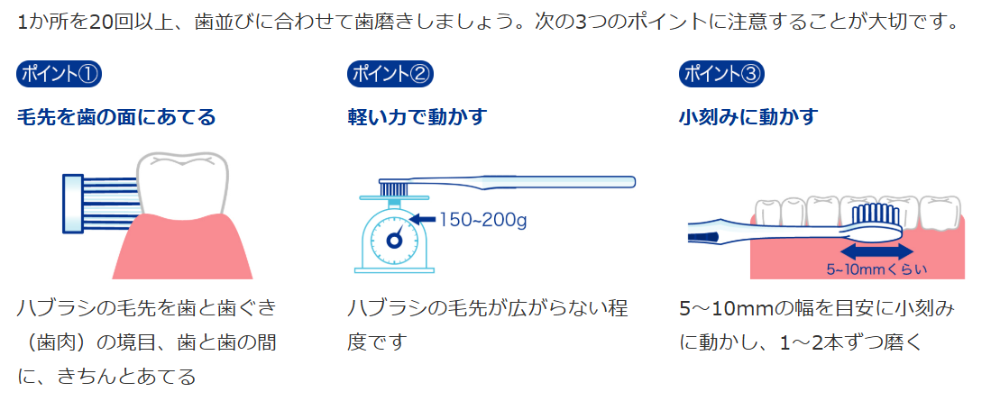 1か所を20回以上、歯並びに合わせて歯磨きしましょう。次の3つのポイントに注意することが大切です。
ポイント①
毛先を歯の面にあてる
ハブラシの毛先を歯と歯ぐき
（歯肉）の境目、歯と歯の間
に、きちんとあてる
ポイント②
軽い力で動かす
150~200g
ハブラシの毛先が広がらない程
度です
ポイント③
小刻みに動かす
5~10mmくらい
5～10mmの幅を目安に小刻み
に動かし、1～2本ずつ磨く